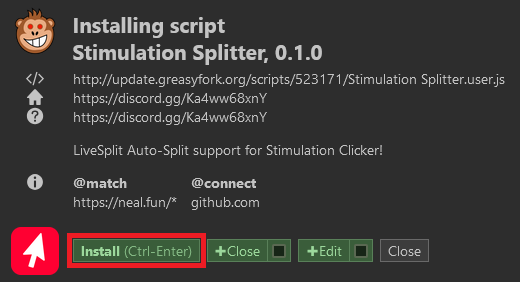 Installing script
Stimulation Splitter, 0.1.0
http://update.greasyfork.org/scripts/523171/Stimulation Splitter.user.js
https://discord.gg/Ka4ww68xnY
https://discord.gg/Ka4ww68xnY
LiveSplit Auto-Split support for Stimulation Clicker!
@match @connect
https://neal.fun/* github.com
Install (Ctrl-Enter) +Close +Edit Close